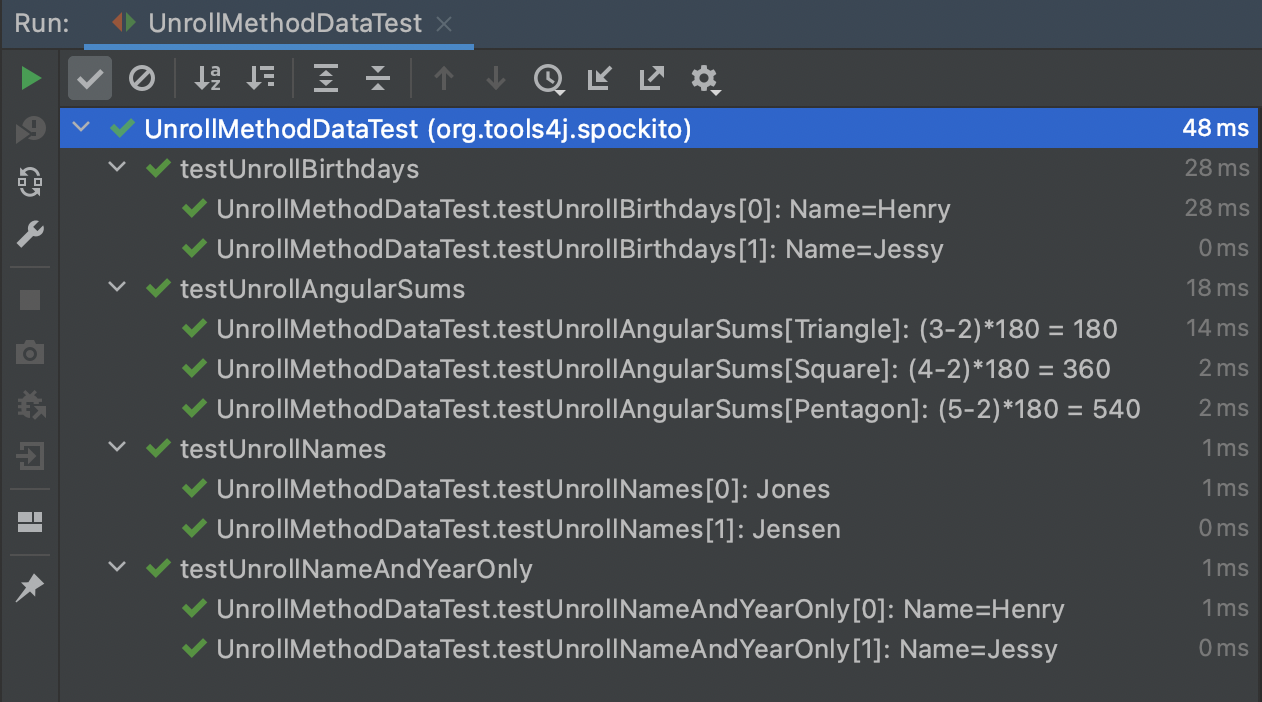 Run: UnrollMethodDataTest
UnrollMethodDataTest (org.tools4j.spockito) 48 ms
testUnrollBirthdays 28 ms
UnrollMethodDataTest.testUnrollBirthdays[0]: Name=Henry 28 ms
UnrollMethodDataTest.testUnrollBirthdays[1]: Name=Jessy 0 ms
testUnrollAngularSums 18 ms
UnrollMethodDataTest.testUnrollAngularSums[Triangle]: (3-2)*180 = 180 14 ms
UnrollMethodDataTest.testUnrollAngularSums[Square]: (4-2)*180 = 360 2 ms
UnrollMethodDataTest.testUnrollAngularSums[Pentagon]: (5-2)*180 = 540 2 ms
testUnrollNames 1 ms
UnrollMethodDataTest.testUnrollNames[0]: Jones 1 ms
UnrollMethodDataTest.testUnrollNames[1]: Jensen 0 ms
testUnrollNameAndYearOnly 1 ms
UnrollMethodDataTest.testUnrollNameAndYearOnly[0]: Name=Henry 1 ms
UnrollMethodDataTest.testUnrollNameAndYearOnly[1]: Name=Jessy 0 ms